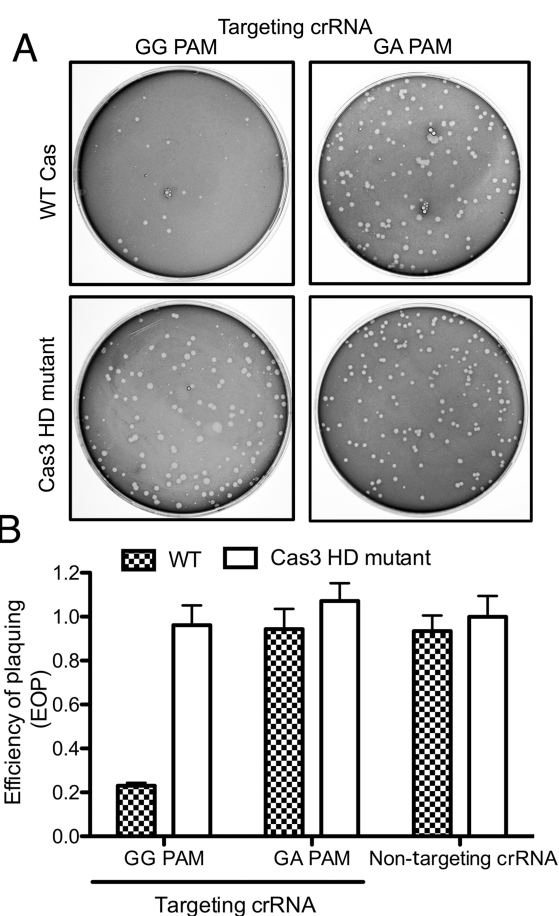 A
Targeting crRNA
GG PAM
GA PAM
WT Cas
Cas3 HD mutant
B
WT
Cas3 HD mutant
Efficiency of plaquing
(EOP)
1.2
1.0
0.8
0.6
0.4
0.2
0.0
GG PAM
GA PAM
Non-targeting crRNA
Targeting crRNA